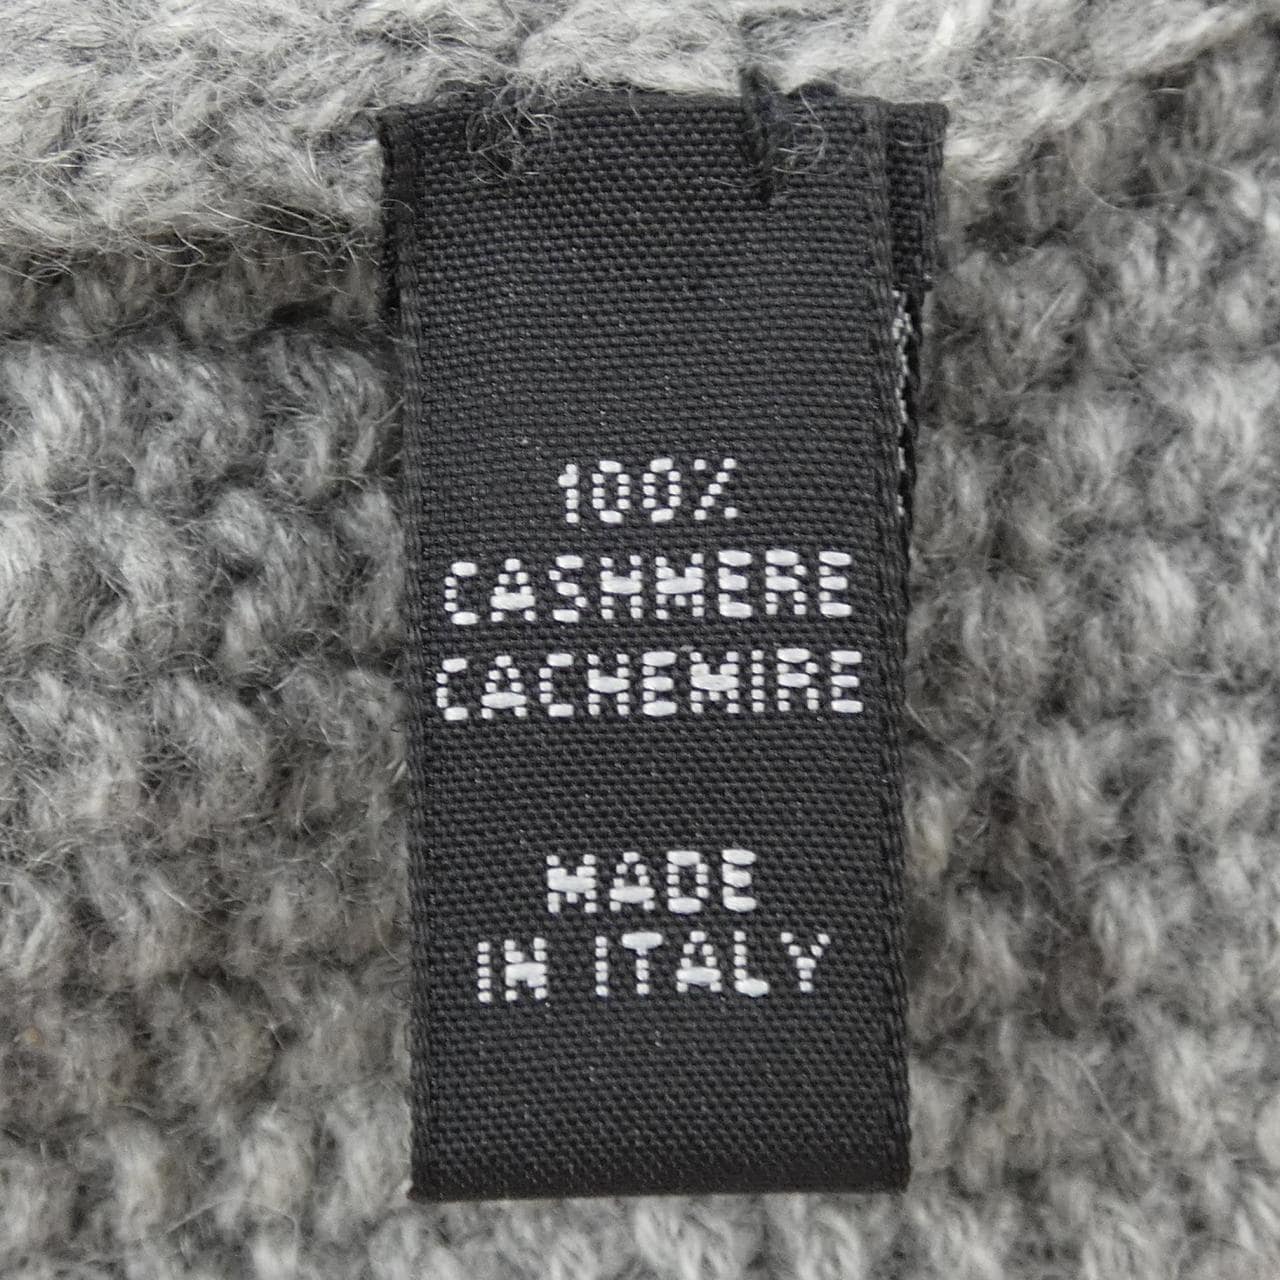 100%
CASHMERE
CACHEMIRE
MADE
IN ITALY